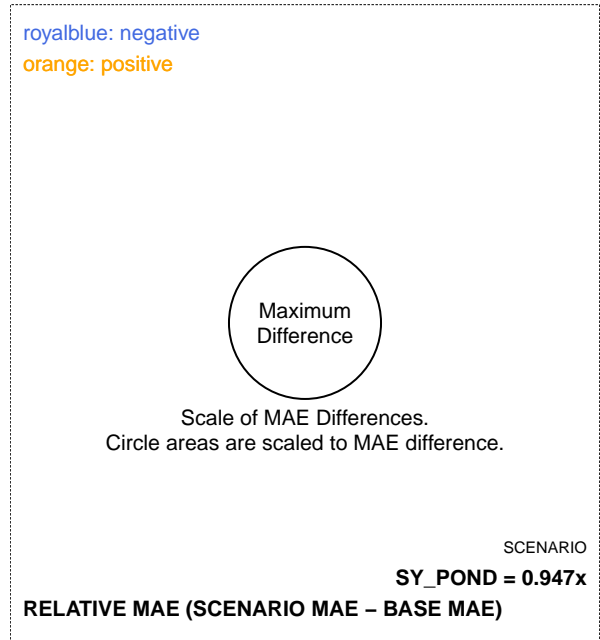 royalblue: negative
orange: positive
Maximum
Difference
Scale of MAE Differences.
Circle areas are scaled to MAE difference.
SCENARIO
SY_POND = 0.947x
RELATIVE MAE (SCENARIO MAE − BASE MAE)